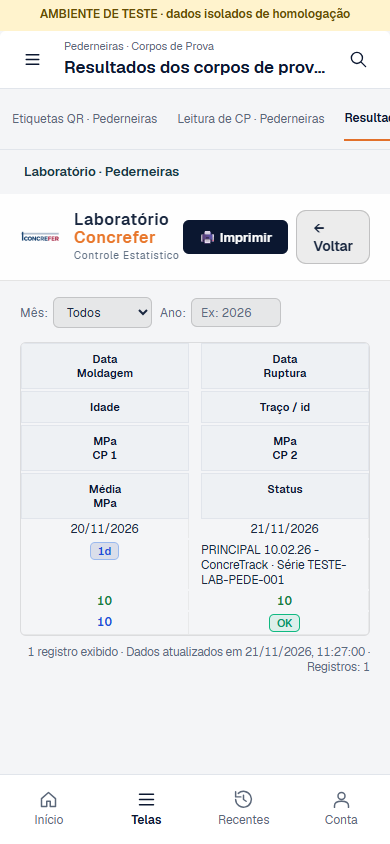 AMBIENTE DE TESTE · dados isolados de homologação
Pederneiras · Corpos de Prova
Resultados dos corpos de prov...
Etiquetas QR · Pederneiras
Leitura de CP · Pederneiras
Resultad
Laboratório · Pederneiras
CONCREFER
Laboratório
Concrefer
Controle Estatístico
Imprimir
← Voltar
Mês: Todos Ano: Ex: 2026
Data Moldagem
Data Ruptura
Idade
Traço / id
MPa CP 1
MPa CP 2
Média MPa
Status
20/11/2026
21/11/2026
1d
PRINCIPAL 10.02.26 -
ConcreTrack · Série TESTE-
LAB-PEDE-001
10
10
10
OK
1 registro exibido · Dados atualizados em 21/11/2026, 11:27:00 ·
Registros: 1
Início
Telas
Recentes
Conta